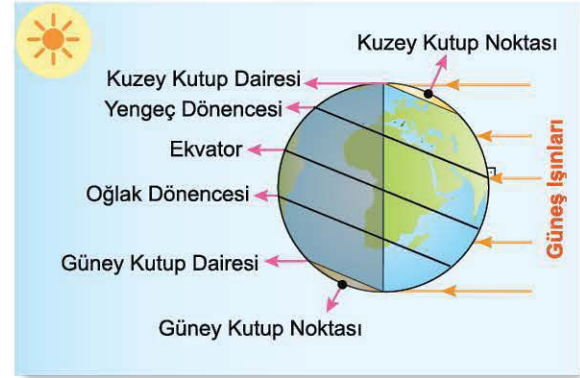 Kuzey Kutup Noktası
Kuzey Kutup Dairesi
Yengeç Dönencesi
Ekvator
Oğlak Dönencesi
Güney Kutup Dairesi
Güney Kutup Noktası
Güneş Işınları